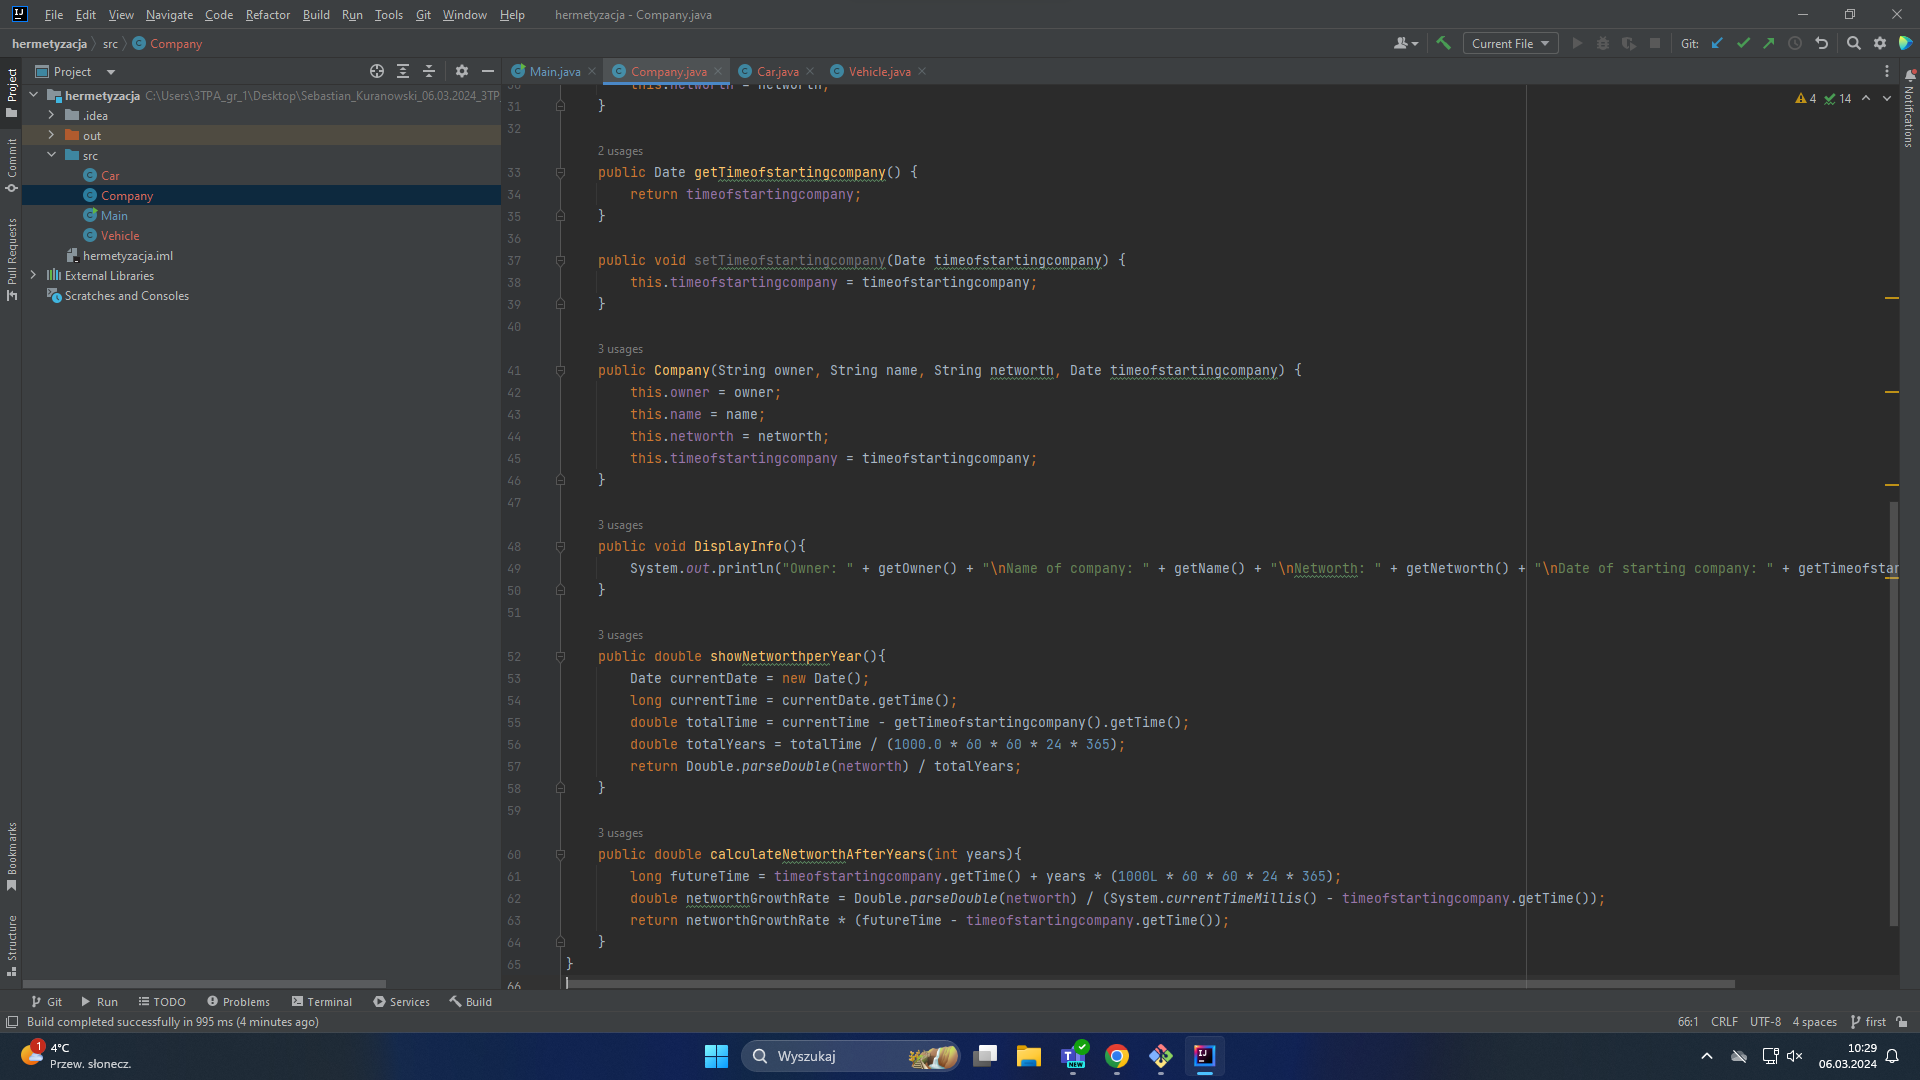 File Edit View Navigate Code Refactor Build Run Tools Git Window Help hermetyzacja - Company.java
hermetyzacja src Company
Current File Git:
Project
Main.java Company.java Car.java Vehicle.java
hermetyzacja C:\Users\3TPA_gr_1\Desktop\Sebastian_Kuranowski_06.03.2024_3TP
.idea
out
src
Car
Company
Main
Vehicle
hermetyzacja.iml
External Libraries
Scratches and Consoles
Project
Commit
Pull Requests
Bookmarks
Structure
Notifications
4 14
31 }
32
2 usages
33 public Date getTimeofstartingcompany() {
34 return timeofstartingcompany;
35 }
36
37 public void setTimeofstartingcompany(Date timeofstartingcompany) {
38 this.timeofstartingcompany = timeofstartingcompany;
39 }
40
3 usages
41 public Company(String owner, String name, String networth, Date timeofstartingcompany) {
42 this.owner = owner;
43 this.name = name;
44 this.networth = networth;
45 this.timeofstartingcompany = timeofstartingcompany;
46 }
47
3 usages
48 public void DisplayInfo(){
49 System.out.println("Owner: " + getOwner() + "\nName of company: " + getName() + "\nNetworth: " + getNetworth() + "\nDate of starting company: " + getTimeofstar
50 }
51
3 usages
52 public double showNetworthperYear(){
53 Date currentDate = new Date();
54 long currentTime = currentDate.getTime();
55 double totalTime = currentTime - getTimeofstartingcompany().getTime();
56 double totalYears = totalTime / (1000.0 * 60 * 60 * 24 * 365);
57 return Double.parseDouble(networth) / totalYears;
58 }
59
3 usages
60 public double calculateNetworthAfterYears(int years){
61 long futureTime = timeofstartingcompany.getTime() + years * (1000L * 60 * 60 * 24 * 365);
62 double networthGrowthRate = Double.parseDouble(networth) / (System.currentTimeMillis() - timeofstartingcompany.getTime());
63 return networthGrowthRate * (futureTime - timeofstartingcompany.getTime());
64 }
65 }
66
Git Run TODO Problems Terminal Services Build
Build completed successfully in 995 ms (4 minutes ago)
66:1 CRLF UTF-8 4 spaces first
1
4°C
Przew. słonecz.
Wyszukaj
NEW
10:29
06.03.2024